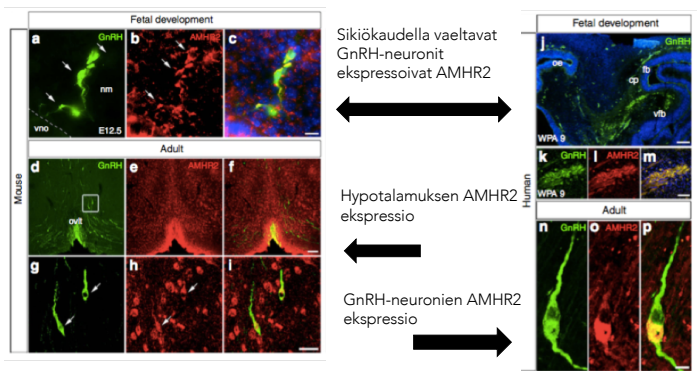 Fetal development
a GnRH
b AMHR2
c
nm
vno
E12.5
Adult
d GnRH
e AMHR2
f
ovlt
g
h
i
Mouse
Sikiökaudella vaeltavat
GnRH-neuronit
ekspressoivat AMHR2
Hypotalamuksen AMHR2
ekspressio
GnRH-neuronien AMHR2
ekspressio
Fetal development
j GnRH
oe
fb
cp
vfb
WPA 9
k GnRH
l AMHR2
m
WPA 9
Adult
n GnRH
o AMHR2
p
Human